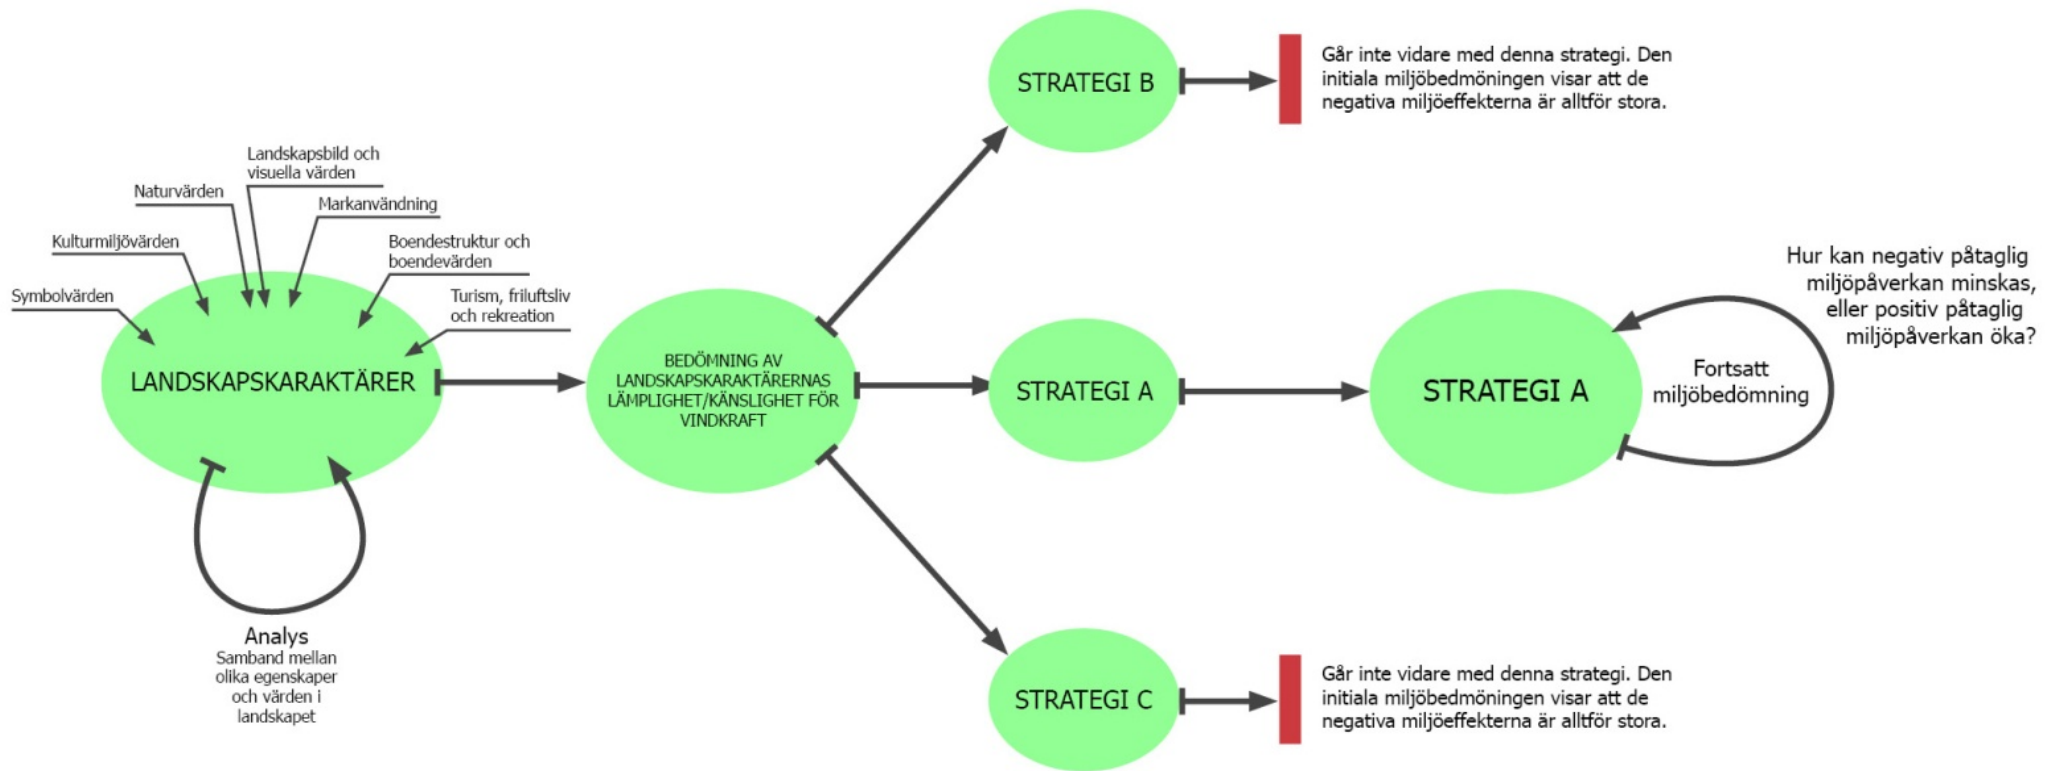 Landskapsbild och
visuella värden
Naturvärden
Markanvändning
Kulturmiljövärden
Boendestruktur och
boendevärden
Symbolvärden
Turism, friluftsliv
och rekreation
LANDSKAPSKARAKTÄRER
Analys
Samband mellan
olika egenskaper
och värden i
landskapet
BEDÖMNING AV
LANDSKAPSKARAKTÄRERNAS
LÄMPLIGHET/KÄNSLIGHET FÖR
VINDKRAFT
STRATEGI B
Går inte vidare med denna strategi. Den
initiala miljöbedmöningen visar att de
negativa miljöeffekterna är alltför stora.
STRATEGI A
STRATEGI A
Hur kan negativ påtaglig
miljöpåverkan minskas,
eller positiv påtaglig
miljöpåverkan öka?
Fortsatt
miljöbedömning
STRATEGI C
Går inte vidare med denna strategi. Den
initiala miljöbedmöningen visar att de
negativa miljöeffekterna är alltför stora.